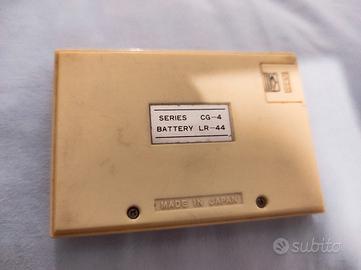 SERIES CG-4
BATTERY LR-44
MADE IN JAPAN
subito